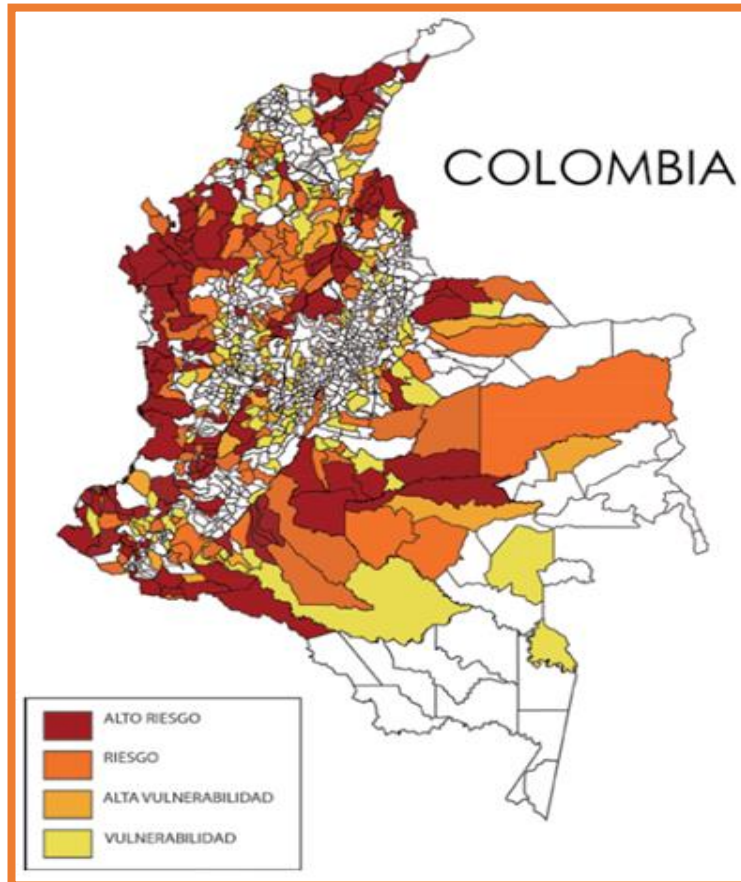 COLOMBIA
ALTO RIESGO
RIESGO
ALTA VULNERABILIDAD
VULNERABILIDAD